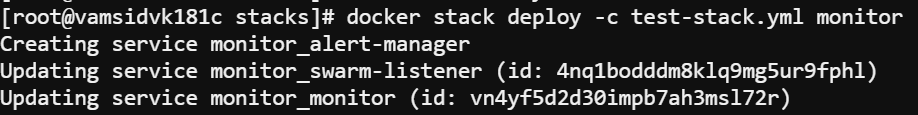 [root@vamsidvk181c stacks]# docker stack deploy -c test-stack.yml monitor
Creating service monitor_alert-manager
Updating service monitor_swarm-listener (id: 4nq1bodddm8klq9mg5ur9fphl)
Updating service monitor_monitor (id: vn4yf5d2d30impb7ah3msl72r)